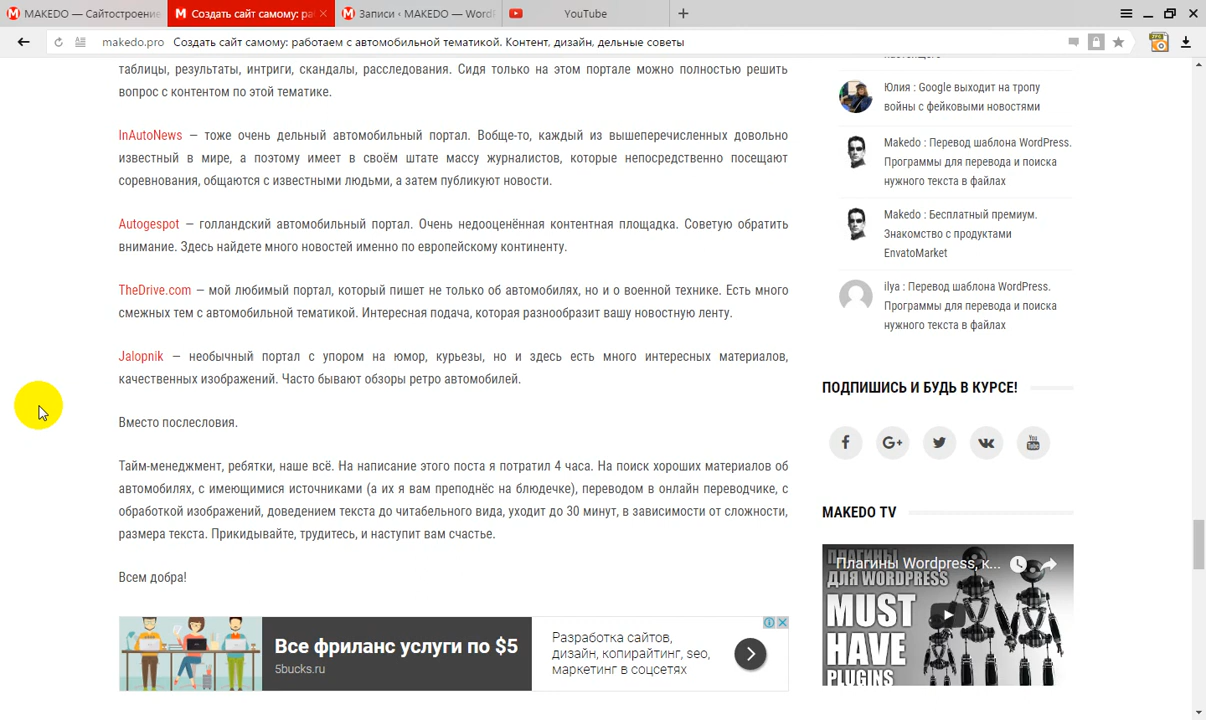 MAKEDO — Сайтостроение
Создать сайт самому: ра
Записи ‹ MAKEDO — Word
YouTube
makedo.pro Создать сайт самому: работаем с автомобильной тематикой. Контент, дизайн, дельные советы
таблицы, результаты, интриги, скандалы, расследования. Сидя только на этом портале можно полностью решить
вопрос с контентом по этой тематике.
InAutoNews — тоже очень дельный автомобильный портал. Вобще-то, каждый из вышеперечисленных довольно
известный в мире, а поэтому имеет в своём штате массу журналистов, которые непосредственно посещают
соревнования, общаются с известными людьми, а затем публикуют новости.
Autogespot — голландский автомобильный портал. Очень недооценённая контентная площадка. Советую обратить
внимание. Здесь найдете много новостей именно по европейскому континенту.
TheDrive.com — мой любимый портал, который пишет не только об автомобилях, но и о военной технике. Есть много
смежных тем с автомобильной тематикой. Интересная подача, которая разнообразит вашу новостную ленту.
Jalopnik — необычный портал с упором на юмор, курьезы, но и здесь есть много интересных материалов,
качественных изображений. Часто бывают обзоры ретро автомобилей.
Вместо послесловия.
Тайм-менеджмент, ребятки, наше всё. На написание этого поста я потратил 4 часа. На поиск хороших материалов об
автомобилях, с имеющимися источниками (а их я вам преподнёс на блюдечке), переводом в онлайн переводчике, с
обработкой изображений, доведением текста до читабельного вида, уходит до 30 минут, в зависимости от сложности,
размера текста. Прикидывайте, трудитесь, и наступит вам счастье.
Всем добра!
Все фриланс услуги по $5
5bucks.ru
Разработка сайтов,
дизайн, копирайтинг, seo,
маркетинг в соцсетях
Юлия : Google выходит на тропу
войны с фейковыми новостями
Makedo : Перевод шаблона WordPress.
Программы для перевода и поиска
нужного текста в файлах
Makedo : Бесплатный премиум.
Знакомство с продуктами
EnvatoMarket
ilya : Перевод шаблона WordPress.
Программы для перевода и поиска
нужного текста в файлах
ПОДПИШИСЬ И БУДЬ В КУРСЕ!
MAKEDO TV
Плагины Wordpress, к...
ПЛАГИНЫ
ДЛЯ WORDPRESS
MUST
HAVE
PLUGINS